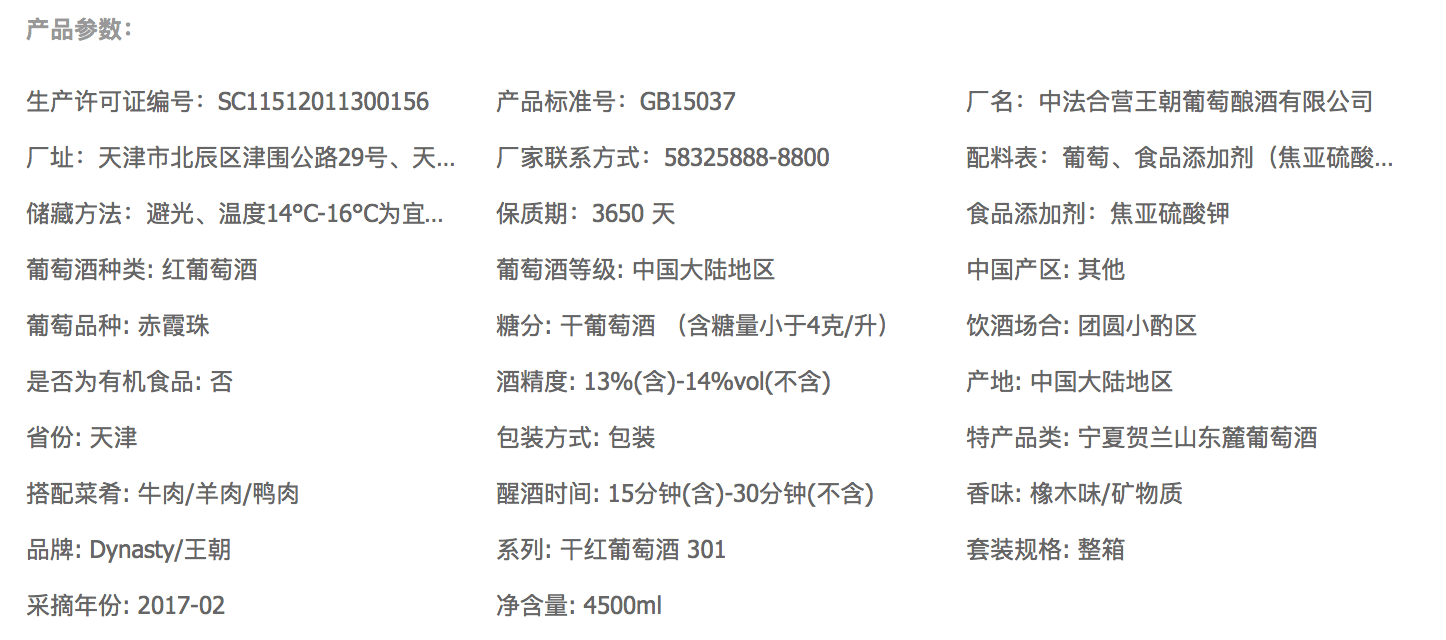 产品参数：
生产许可证编号：SC11512011300156 产品标准号：GB15037 厂名：中法合营王朝葡萄酿酒有限公司
厂址：天津市北辰区津围公路29号、天... 厂家联系方式：58325888-8800 配料表：葡萄、食品添加剂（焦亚硫酸...
储藏方法：避光、温度14°C-16°C为宜... 保质期：3650 天 食品添加剂：焦亚硫酸钾
葡萄酒种类: 红葡萄酒 葡萄酒等级: 中国大陆地区 中国产区: 其他
葡萄品种: 赤霞珠 糖分: 干葡萄酒 （含糖量小于4克/升） 饮酒场合: 团圆小酌区
是否为有机食品: 否 酒精度: 13%(含)-14%vol(不含) 产地: 中国大陆地区
省份: 天津 包装方式: 包装 特产品类: 宁夏贺兰山东麓葡萄酒
搭配菜肴: 牛肉/羊肉/鸭肉 醒酒时间: 15分钟(含)-30分钟(不含) 香味: 橡木味/矿物质
品牌: Dynasty/王朝 系列: 干红葡萄酒 301 套装规格: 整箱
采摘年份: 2017-02 净含量: 4500ml